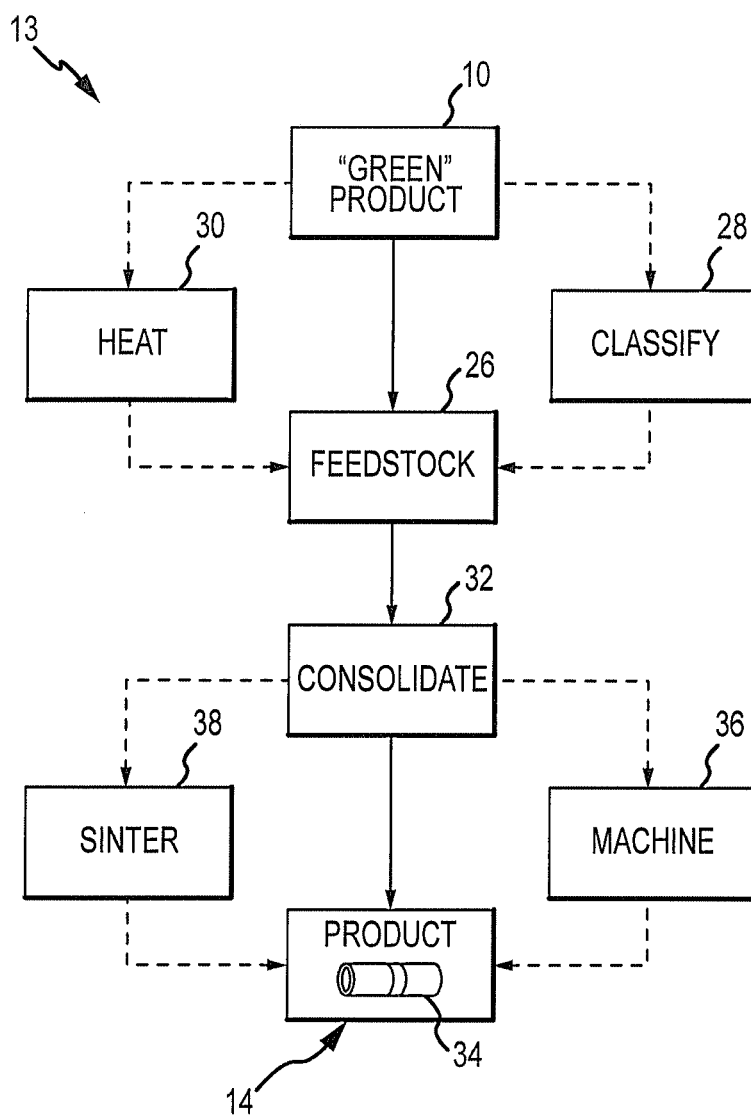 13
10
"GREEN"
PRODUCT
30
28
HEAT
CLASSIFY
26
FEEDSTOCK
32
CONSOLIDATE
38
36
SINTER
MACHINE
PRODUCT
34
14